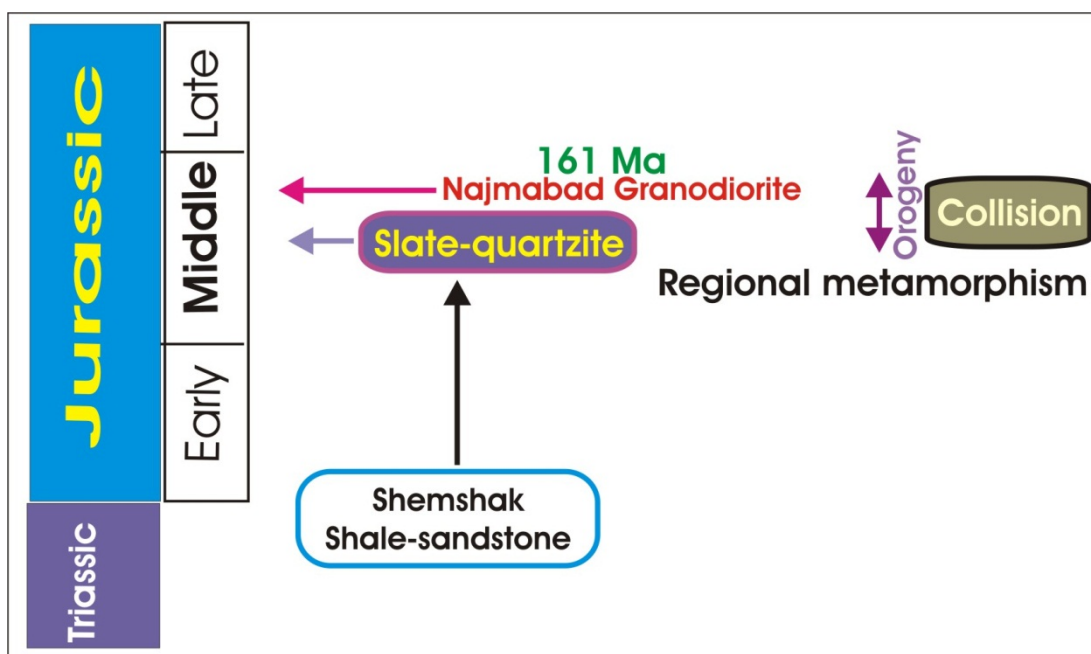 Jurassic
Triassic
Late
Middle
Early
161 Ma
Najmabad Granodiorite
Slate-quartzite
Shemshak
Shale-sandstone
Orogeny
Collision
Regional metamorphism